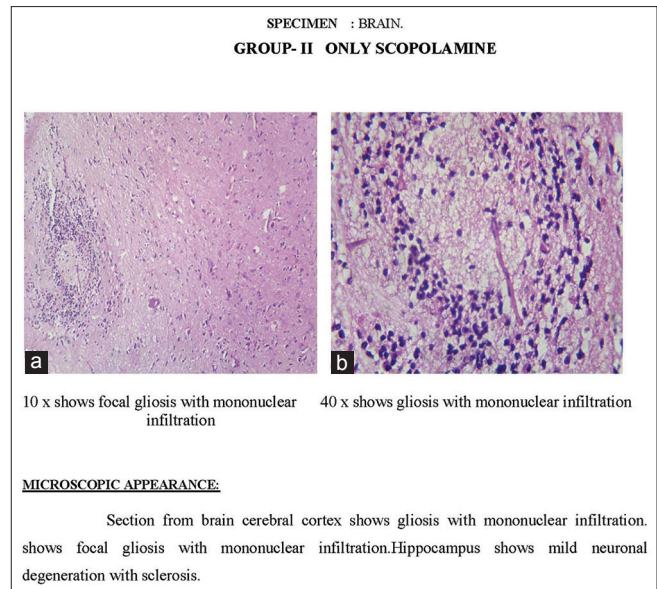 SPECIMEN : BRAIN.
GROUP- II ONLY SCOPOLAMINE
a
b
10 x shows focal gliosis with mononuclear
infiltration
40 x shows gliosis with mononuclear infiltration
MICROSCOPIC APPEARANCE:
Section from brain cerebral cortex shows gliosis with mononuclear infiltration.
shows focal gliosis with mononuclear infiltration.Hippocampus shows mild neuronal
degeneration with sclerosis.